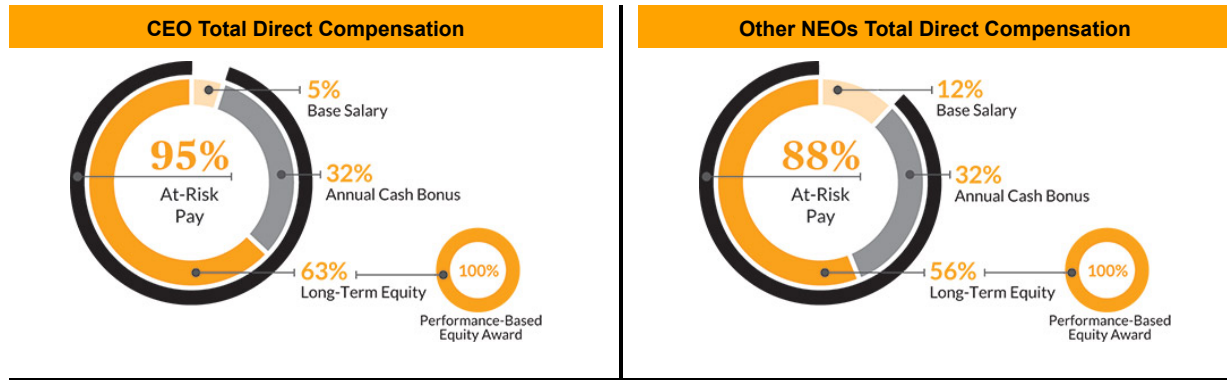 CEO Total Direct Compensation
5%
Base Salary
95%
At-Risk
Pay
32%
Annual Cash Bonus
63%
Long-Term Equity
100%
Performance-Based
Equity Award
Other NEOs Total Direct Compensation
12%
Base Salary
88%
At-Risk
Pay
32%
Annual Cash Bonus
56%
Long-Term Equity
100%
Performance-Based
Equity Award